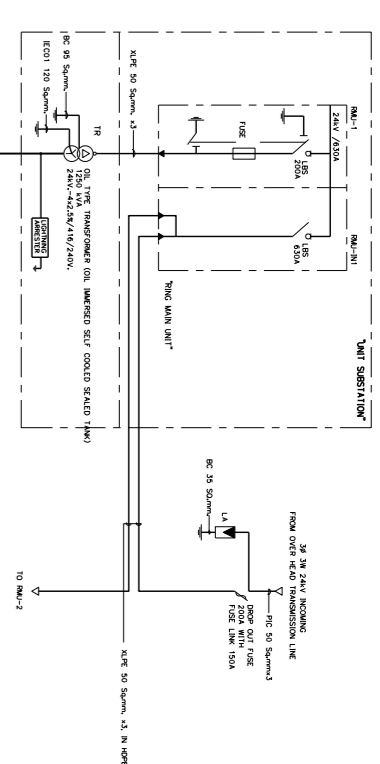 "UNIT SUBSTATION"
RMU-1
24kV /630A
RMU-IN1
LBS
200A
FUSE
LBS
630A
"RING MAIN UNIT"
XLPE 50 Sq.mm. x3
BC 95 Sq.mm.
IEC01 120 Sq.mm.
TR
OIL TYPE TRANSFORMER (OIL IMMERSED SELF COOLED SEALED TANK)
1250 kVA
24kV.-4x2.5%/416/240V.
LIGHTNING
ARRESTER
3Ø 3W 24kV INCOMING
FROM OVER HEAD TRANSMISSION LINE
PIC 50 Sq.mmx3
LA
BC 35 SQ.mm.
DROP OUT FUSE
200A WITH
FUSE LINK 150A
XLPE 50 Sq.mm. x3, IN HDPE
TO RMU-2